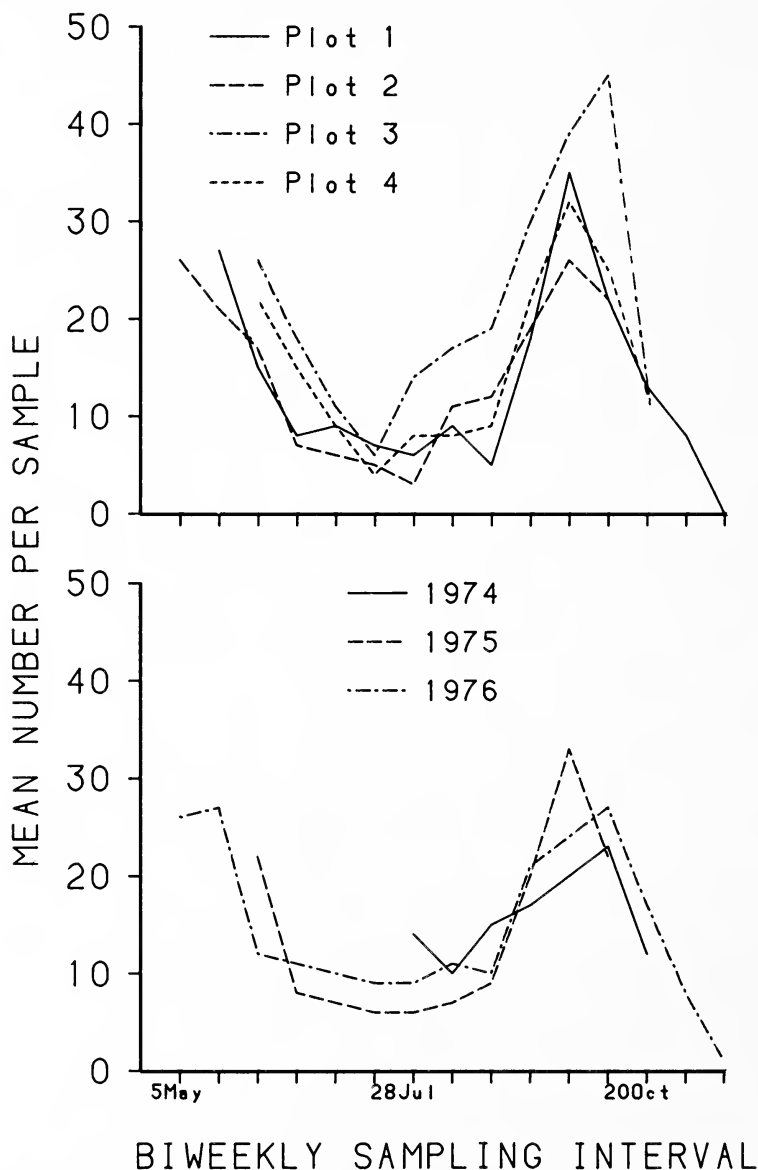 50
40
30
20
10
0
Plot 1
Plot 2
Plot 3
Plot 4
MEAN NUMBER PER SAMPLE
50
40
30
20
10
0
1974
1975
1976
5May
28Jul
20Oct
BIWEEKLY SAMPLING INTERVAL